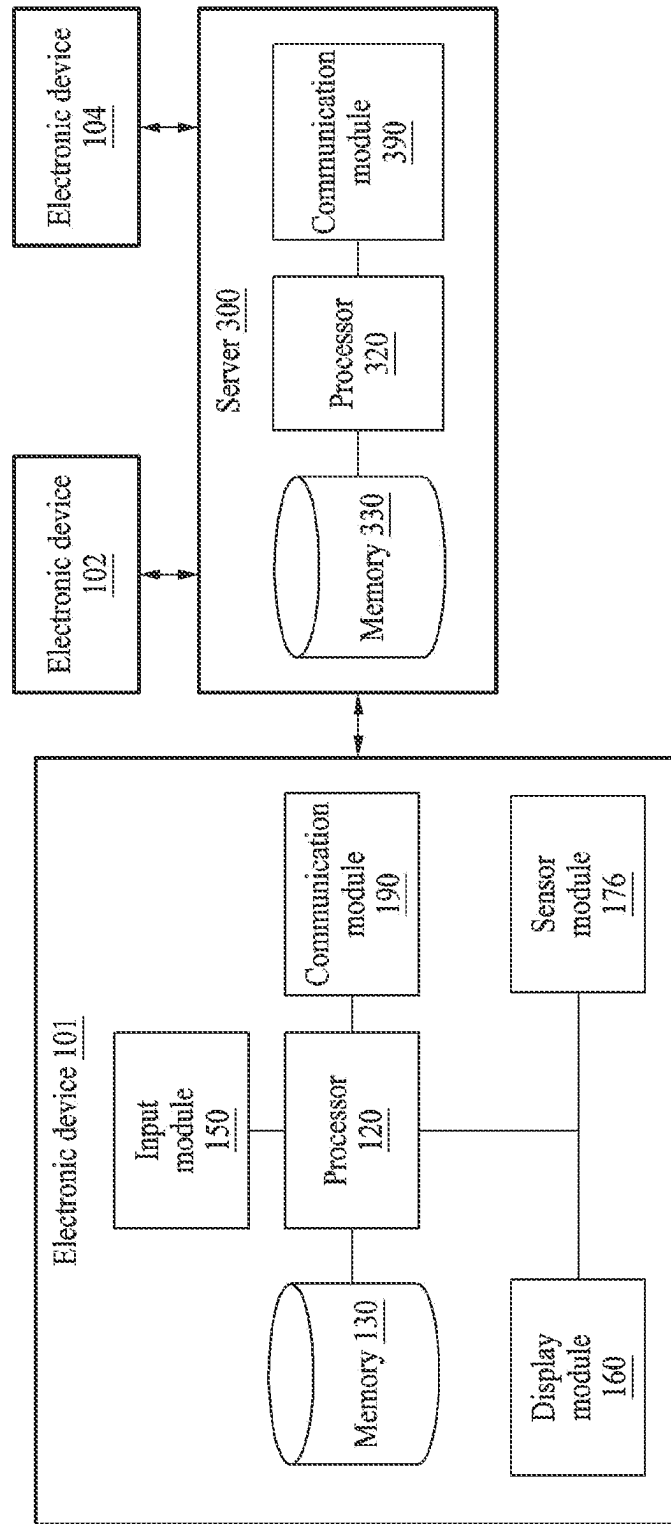 Electronic device 101
Input
module
150
Memory 130
Processor
120
Communication
module
190
Display
module
160
Sensor
module
176
Electronic device
102
Electronic device
104
Server 300
Memory 330
Processor
320
Communication
module
390